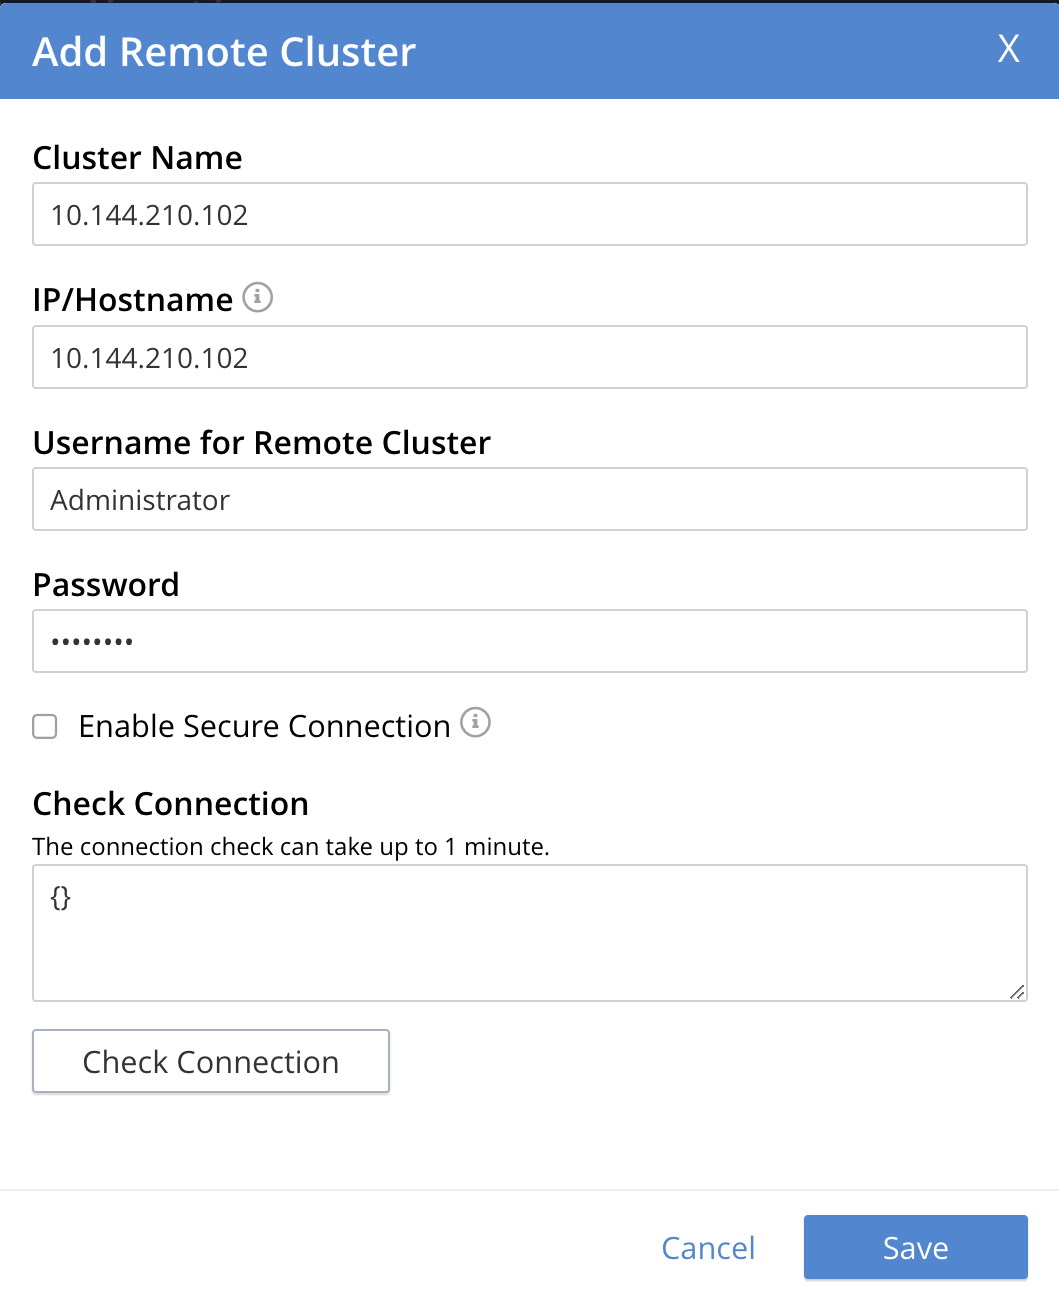 Add Remote Cluster
X
Cluster Name
10.144.210.102
IP/Hostname
10.144.210.102
Username for Remote Cluster
Administrator
Password
••••••••
Enable Secure Connection
Check Connection
The connection check can take up to 1 minute.
{}
Check Connection
Cancel
Save